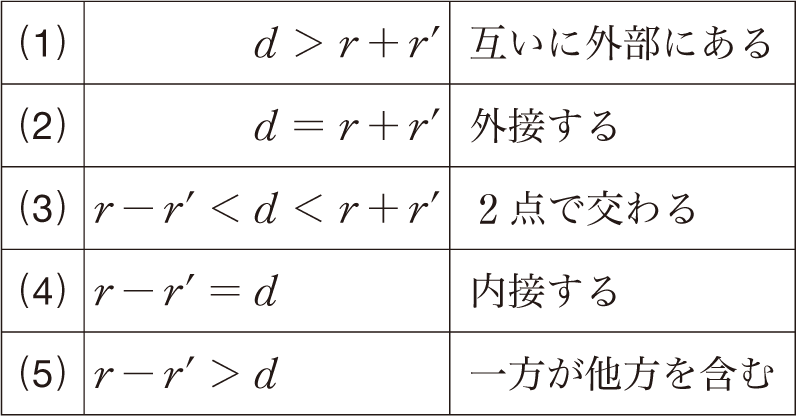 (1) d > r + r′ 互いに外部にある
(2) d = r + r′ 外接する
(3) r − r′ < d < r + r′ 2点で交わる
(4) r − r′ = d 内接する
(5) r − r′ > d 一方が他方を含む